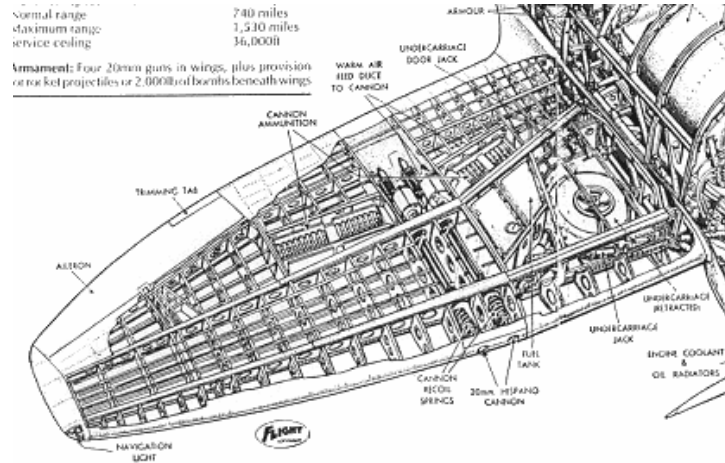 Normal range 740 miles
Maximum range 1,530 miles
Service ceiling 36,000ft
Armament: Four 20mm guns in wings, plus provision
for rocket projectiles or 2,000lb of bombs beneath wings
ARMOUR
UNDERCARRIAGE
DOOR JACK
WARM AIR
FEED DUCT
TO CANNON
CANNON
AMMUNITION
TRIMMING TAB
AILERON
UNDERCARRIAGE
(RETRACTED)
UNDERCARRIAGE
JACK
FUEL
TANK
ENGINE COOLANT
&
OIL RADIATORS
CANNON
RECOIL
SPRINGS
20mm HISPANO
CANNON
FLIGHT
NAVIGATION
LIGHT